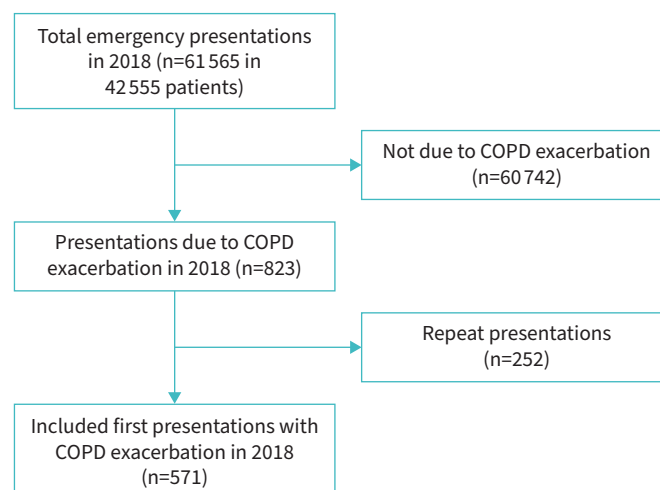 Total emergency presentations
in 2018 (n=61 565 in
42 555 patients)
Not due to COPD exacerbation
(n=60 742)
Presentations due to COPD
exacerbation in 2018 (n=823)
Repeat presentations
(n=252)
Included first presentations with
COPD exacerbation in 2018
(n=571)